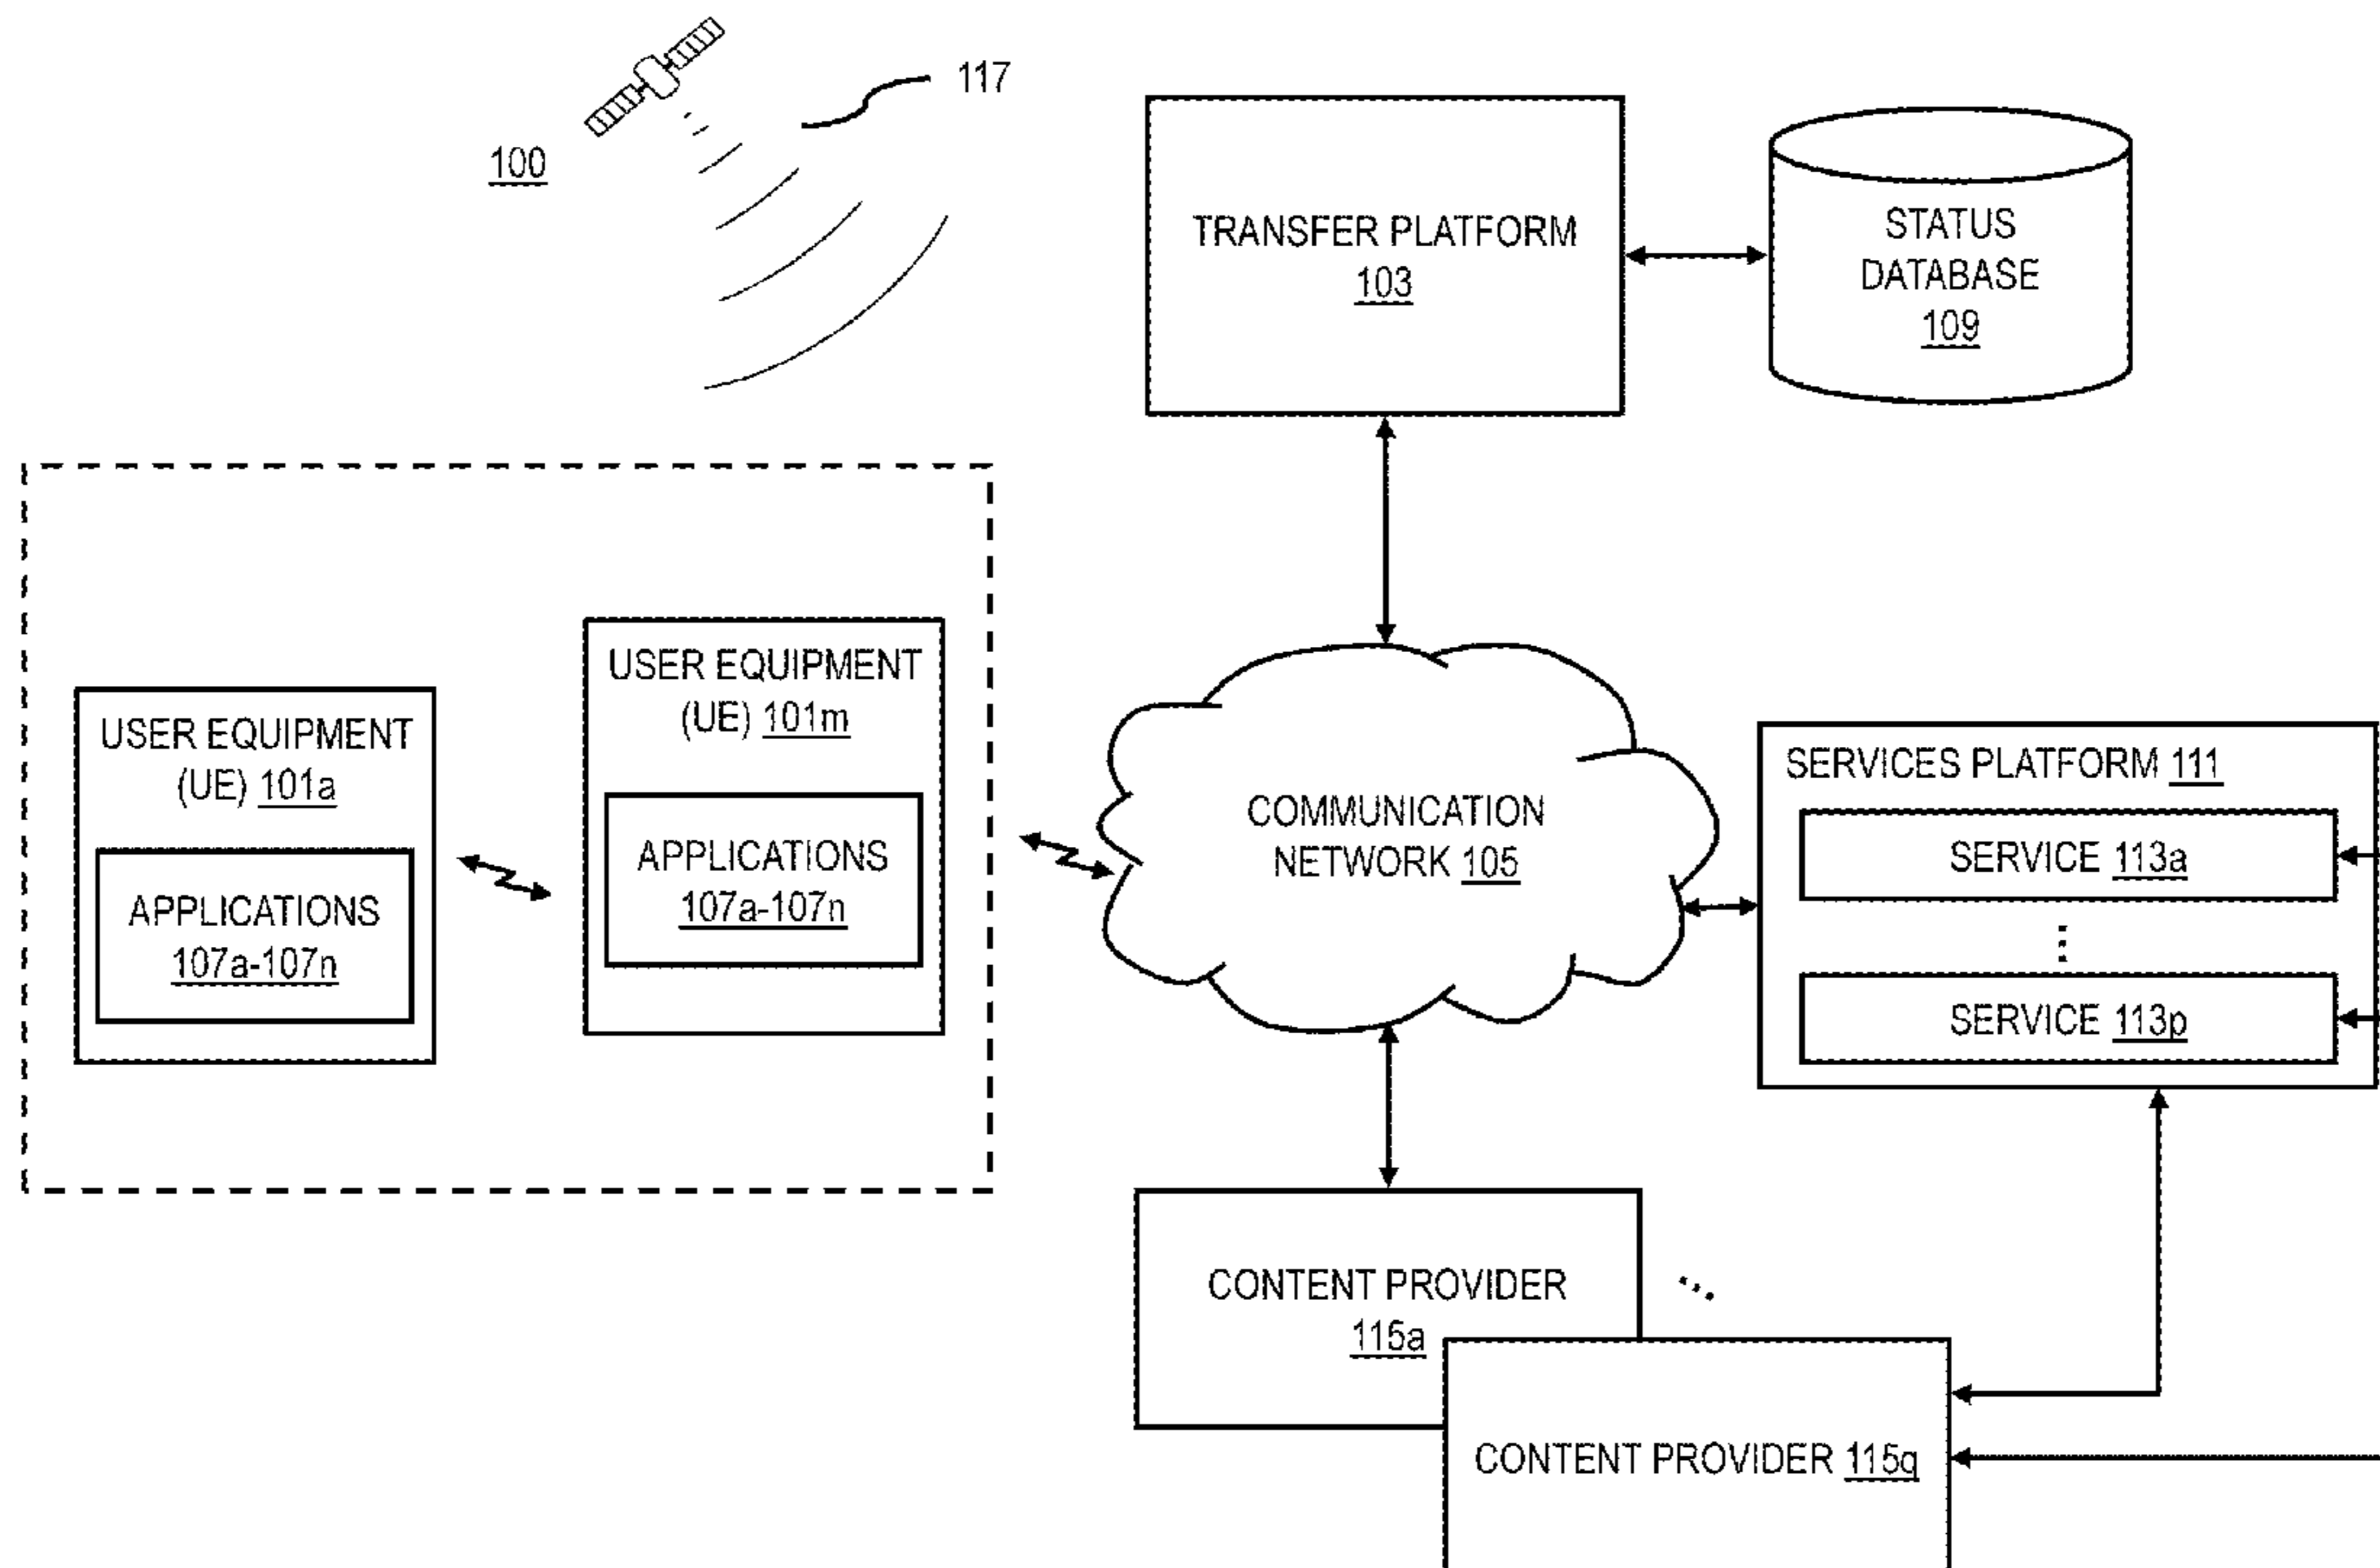 117
100
TRANSFER PLATFORM
103
STATUS
DATABASE
109
USER EQUIPMENT
(UE) 101a
APPLICATIONS
107a-107n
USER EQUIPMENT
(UE) 101m
APPLICATIONS
107a-107n
COMMUNICATION
NETWORK 105
SERVICES PLATFORM 111
SERVICE 113a
⋮
SERVICE 113p
CONTENT PROVIDER
115a
...
CONTENT PROVIDER 115q